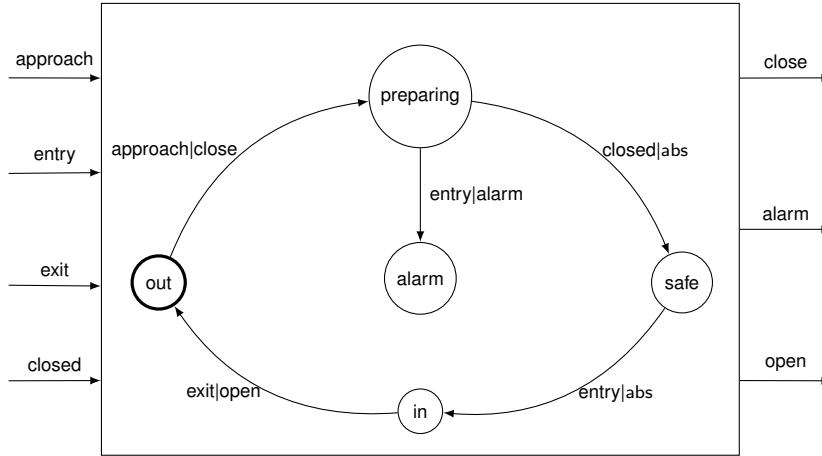 approach
entry
exit
closed
preparing
approach|close
closed|abs
entry|alarm
out
alarm
safe
exit|open
in
entry|abs
close
alarm
open